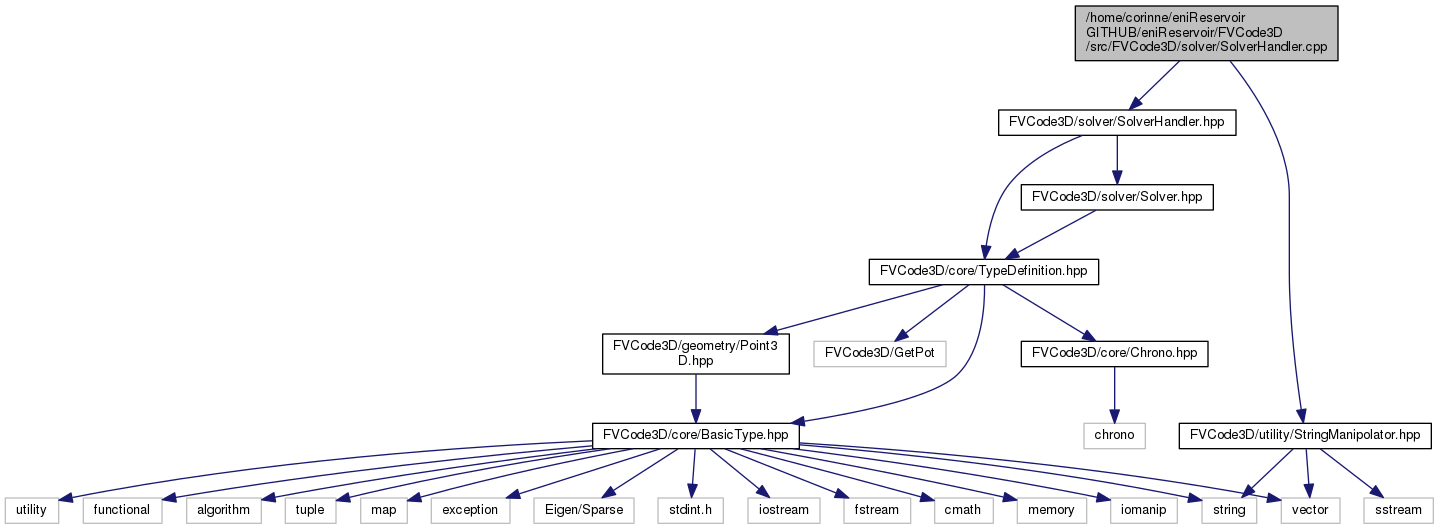 /home/corinne/eniReservoir
GITHUB/eniReservoir/FVCode3D
/src/FVCode3D/solver/SolverHandler.cpp
FVCode3D/solver/SolverHandler.hpp
FVCode3D/solver/Solver.hpp
FVCode3D/core/TypeDefinition.hpp
FVCode3D/geometry/Point3
D.hpp
FVCode3D/GetPot
FVCode3D/core/Chrono.hpp
FVCode3D/core/BasicType.hpp
chrono
FVCode3D/utility/StringManipolator.hpp
utility
functional
algorithm
tuple
map
exception
Eigen/Sparse
stdint.h
iostream
fstream
cmath
memory
iomanip
string
vector
sstream